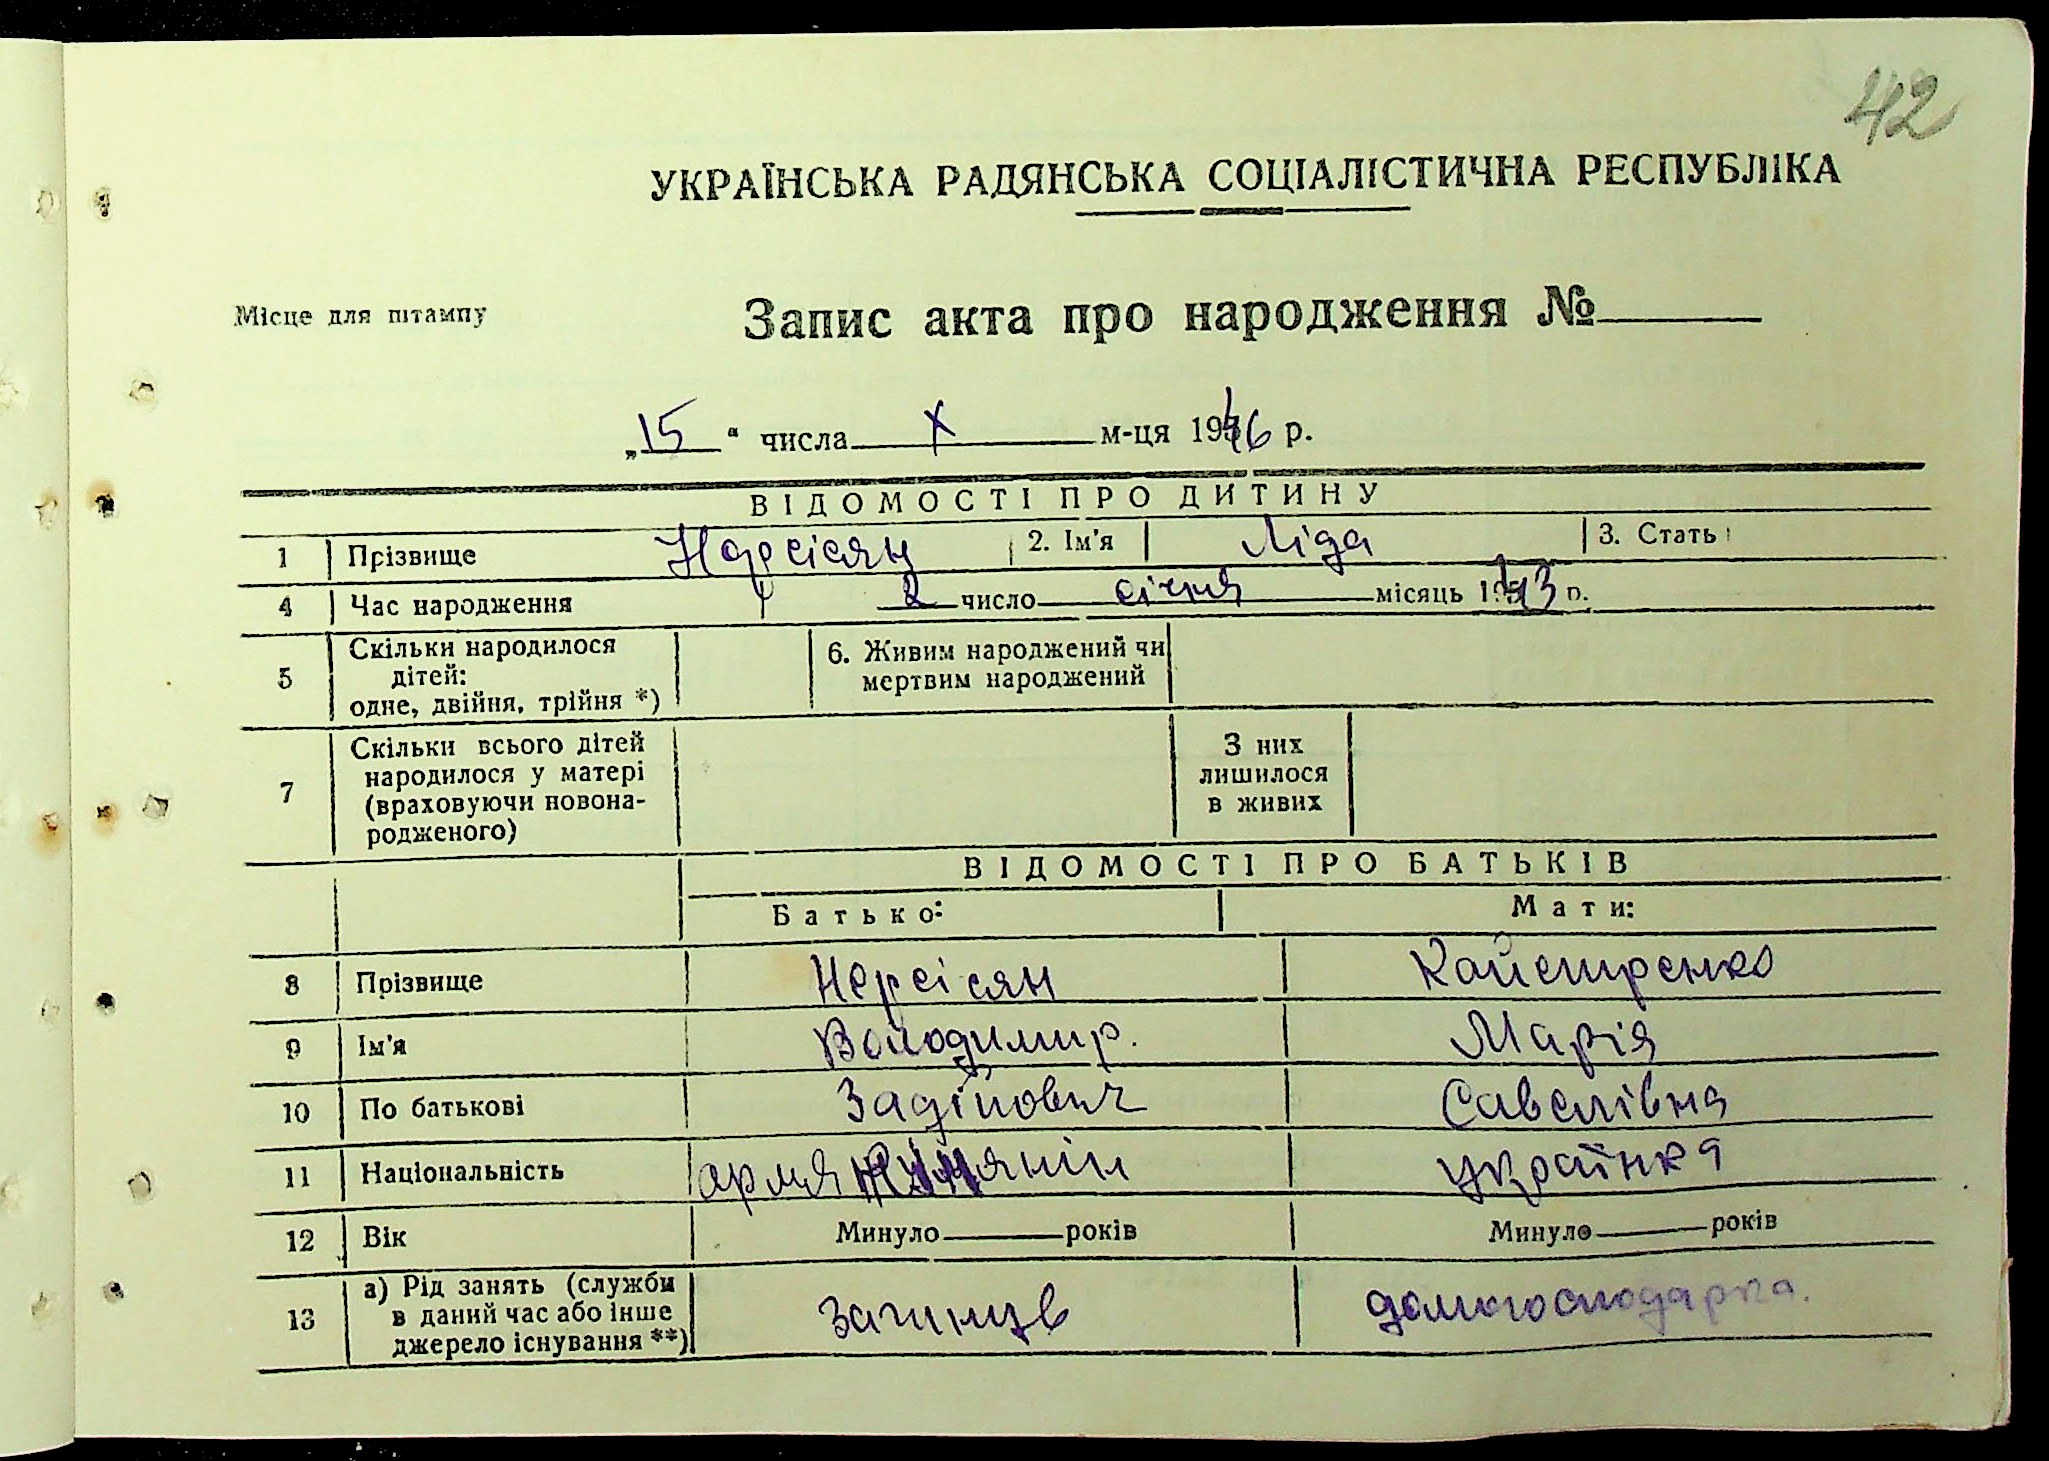 42
УКРАЇНСЬКА РАДЯНСЬКА СОЦІАЛІСТИЧНА РЕСПУБЛІКА
Місце для штампу
Запис акта про народження №
„15“ числа X м-ця 1946 р.
ВІДОМОСТІ ПРО ДИТИНУ
1 Прізвище Нерсісян 2. Ім'я Ліда 3. Стать
4 Час народження 2 число січня місяць 1943 р.
5 Скільки народилося дітей: одне, двійня, трійня *) 6. Живим народжений чи мертвим народжений
7 Скільки всього дітей народилося у матері (враховуючи новона-родженого) З них лишилося в живих
ВІДОМОСТІ ПРО БАТЬКІВ
Батько: Мати:
8 Прізвище Нерсісян Кайстренко
9 Ім'я Володимир. Марія
10 По батькові Савелівна
11 Національність українка
12 Вік Минуло років Минуло років
13 а) Рід занять (служби в даний час або інше джерело існування **) загинув домогосподарка.